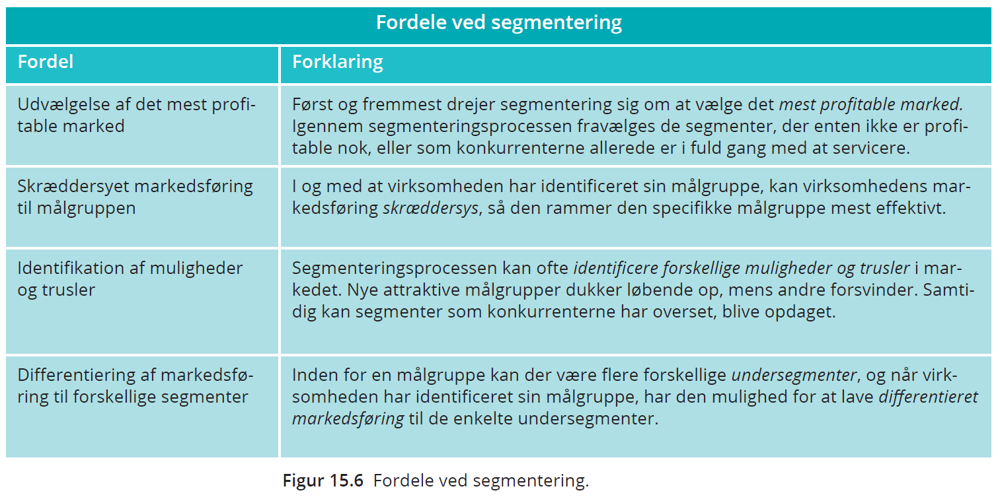 Fordele ved segmentering
Fordel
Forklaring
Udvælgelse af det mest profi-
table marked
Først og fremmest drejer segmentering sig om at vælge det mest profitable marked.
Igennem segmenteringsprocessen fravælges de segmenter, der enten ikke er profi-
table nok, eller som konkurrenterne allerede er i fuld gang med at servicere.
Skræddersyet markedsføring
til målgruppen
I og med at virksomheden har identificeret sin målgruppe, kan virksomhedens mar-
kedsføring skræddersys, så den rammer den specifikke målgruppe mest effektivt.
Identifikation af muligheder
og trusler
Segmenteringsprocessen kan ofte identificere forskellige muligheder og trusler i mar-
kedet. Nye attraktive målgrupper dukker løbende op, mens andre forsvinder. Samti-
dig kan segmenter som konkurrenterne har overset, blive opdaget.
Differentiering af markedsfø-
ring til forskellige segmenter
Inden for en målgruppe kan der være flere forskellige undersegmenter, og når virk-
somheden har identificeret sin målgruppe, har den mulighed for at lave differentieret
markedsføring til de enkelte undersegmenter.
Figur 15.6 Fordele ved segmentering.